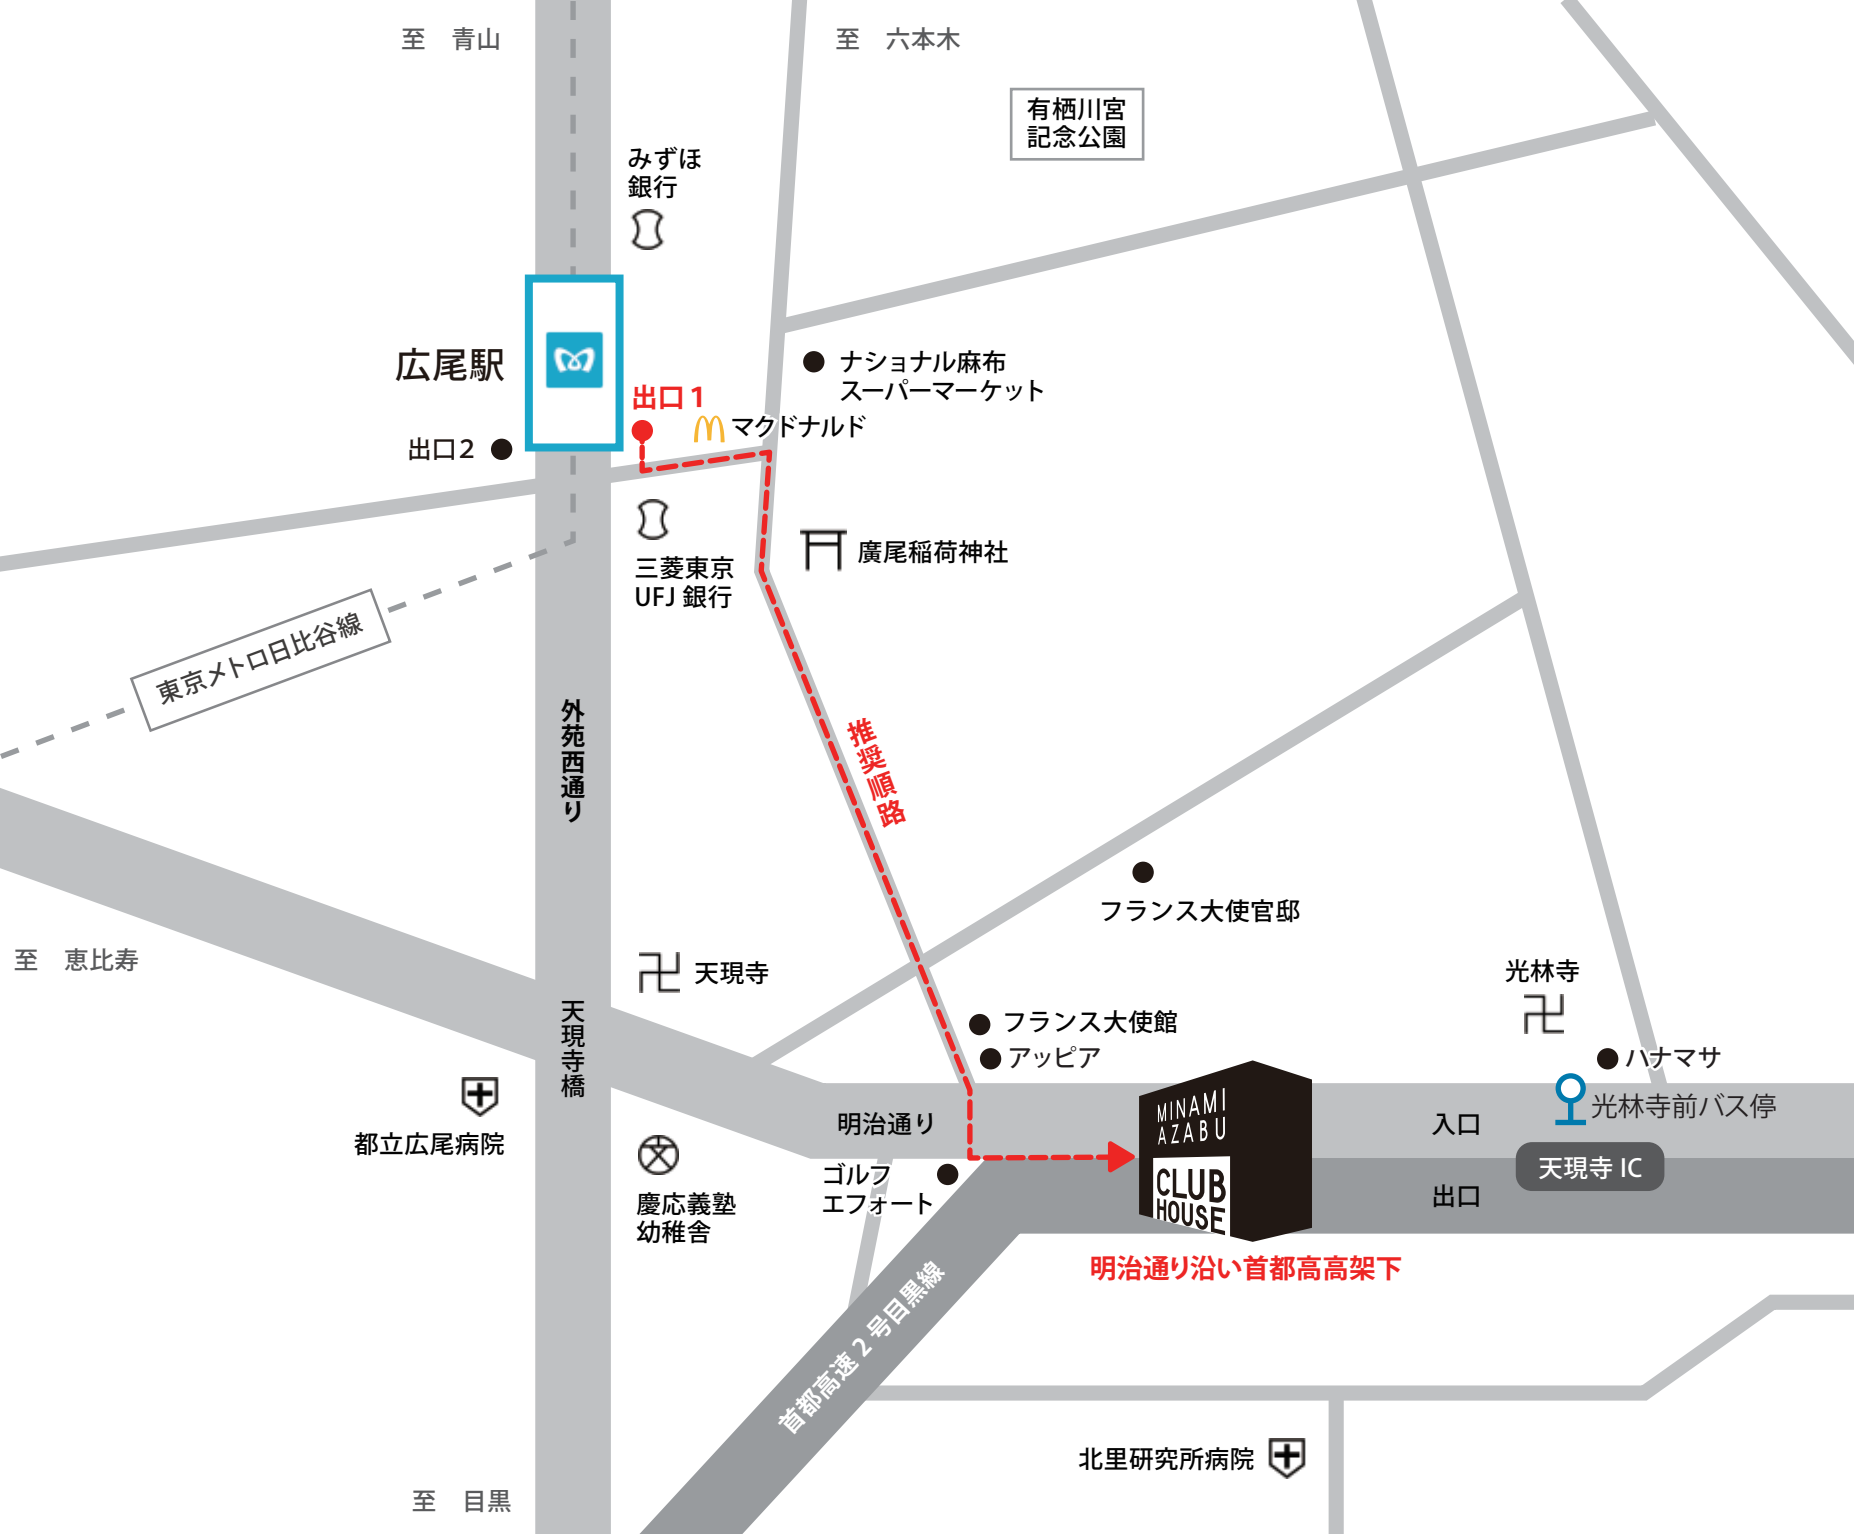 至 青山
至 六本木
有栖川宮
記念公園
みずほ
銀行
広尾駅
ナショナル麻布
スーパーマーケット
出口1
マクドナルド
出口2
廣尾稲荷神社
三菱東京
UFJ 銀行
東京メトロ日比谷線
外苑西通り
推奨順路
フランス大使官邸
至 恵比寿
天現寺
光林寺
天現寺橋
フランス大使館
アッピア
ハナマサ
MINAMI
AZABU
CLUB
HOUSE
光林寺前バス停
明治通り
入口
都立広尾病院
天現寺 IC
ゴルフ
エフォート
出口
慶応義塾
幼稚舎
明治通り沿い首都高高架下
首都高速 2 号目黒線
北里研究所病院
至 目黒